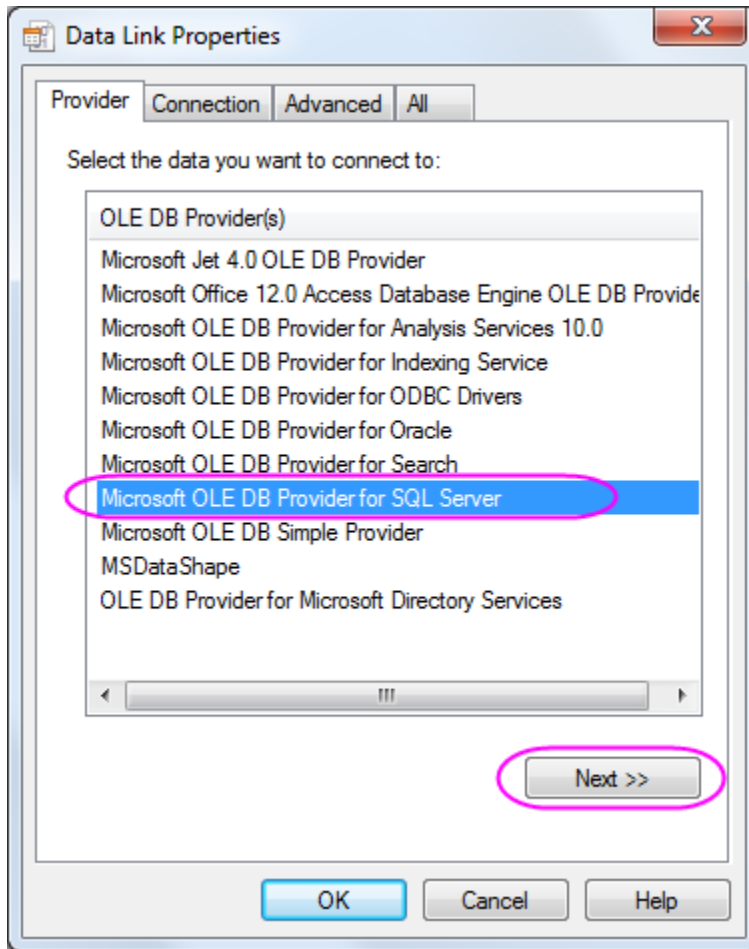 Data Link Properties
Provider Connection Advanced All
Select the data you want to connect to:
OLE DB Provider(s)
Microsoft Jet 4.0 OLE DB Provider
Microsoft Office 12.0 Access Database Engine OLE DB Provide
Microsoft OLE DB Provider for Analysis Services 10.0
Microsoft OLE DB Provider for Indexing Service
Microsoft OLE DB Provider for ODBC Drivers
Microsoft OLE DB Provider for Oracle
Microsoft OLE DB Provider for Search
Microsoft OLE DB Provider for SQL Server
Microsoft OLE DB Simple Provider
MSDataShape
OLE DB Provider for Microsoft Directory Services
Next >>
OK Cancel Help